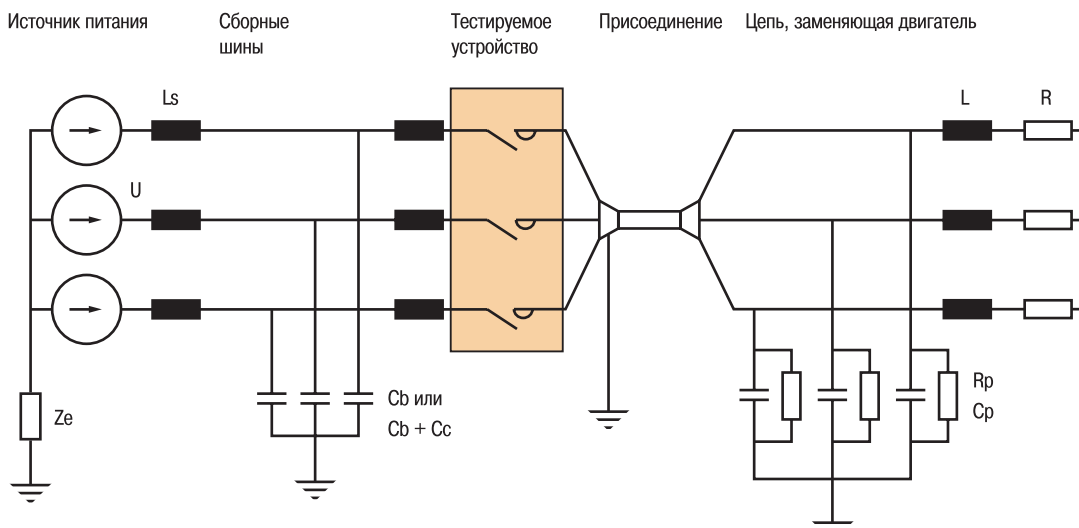 Источник питания
Сборные
шины
Тестируемое
устройство
Присоединение
Цепь, заменяющая двигатель
Ls
L
R
U
Ze
Cb или
Cb + Cc
Rp
Cp